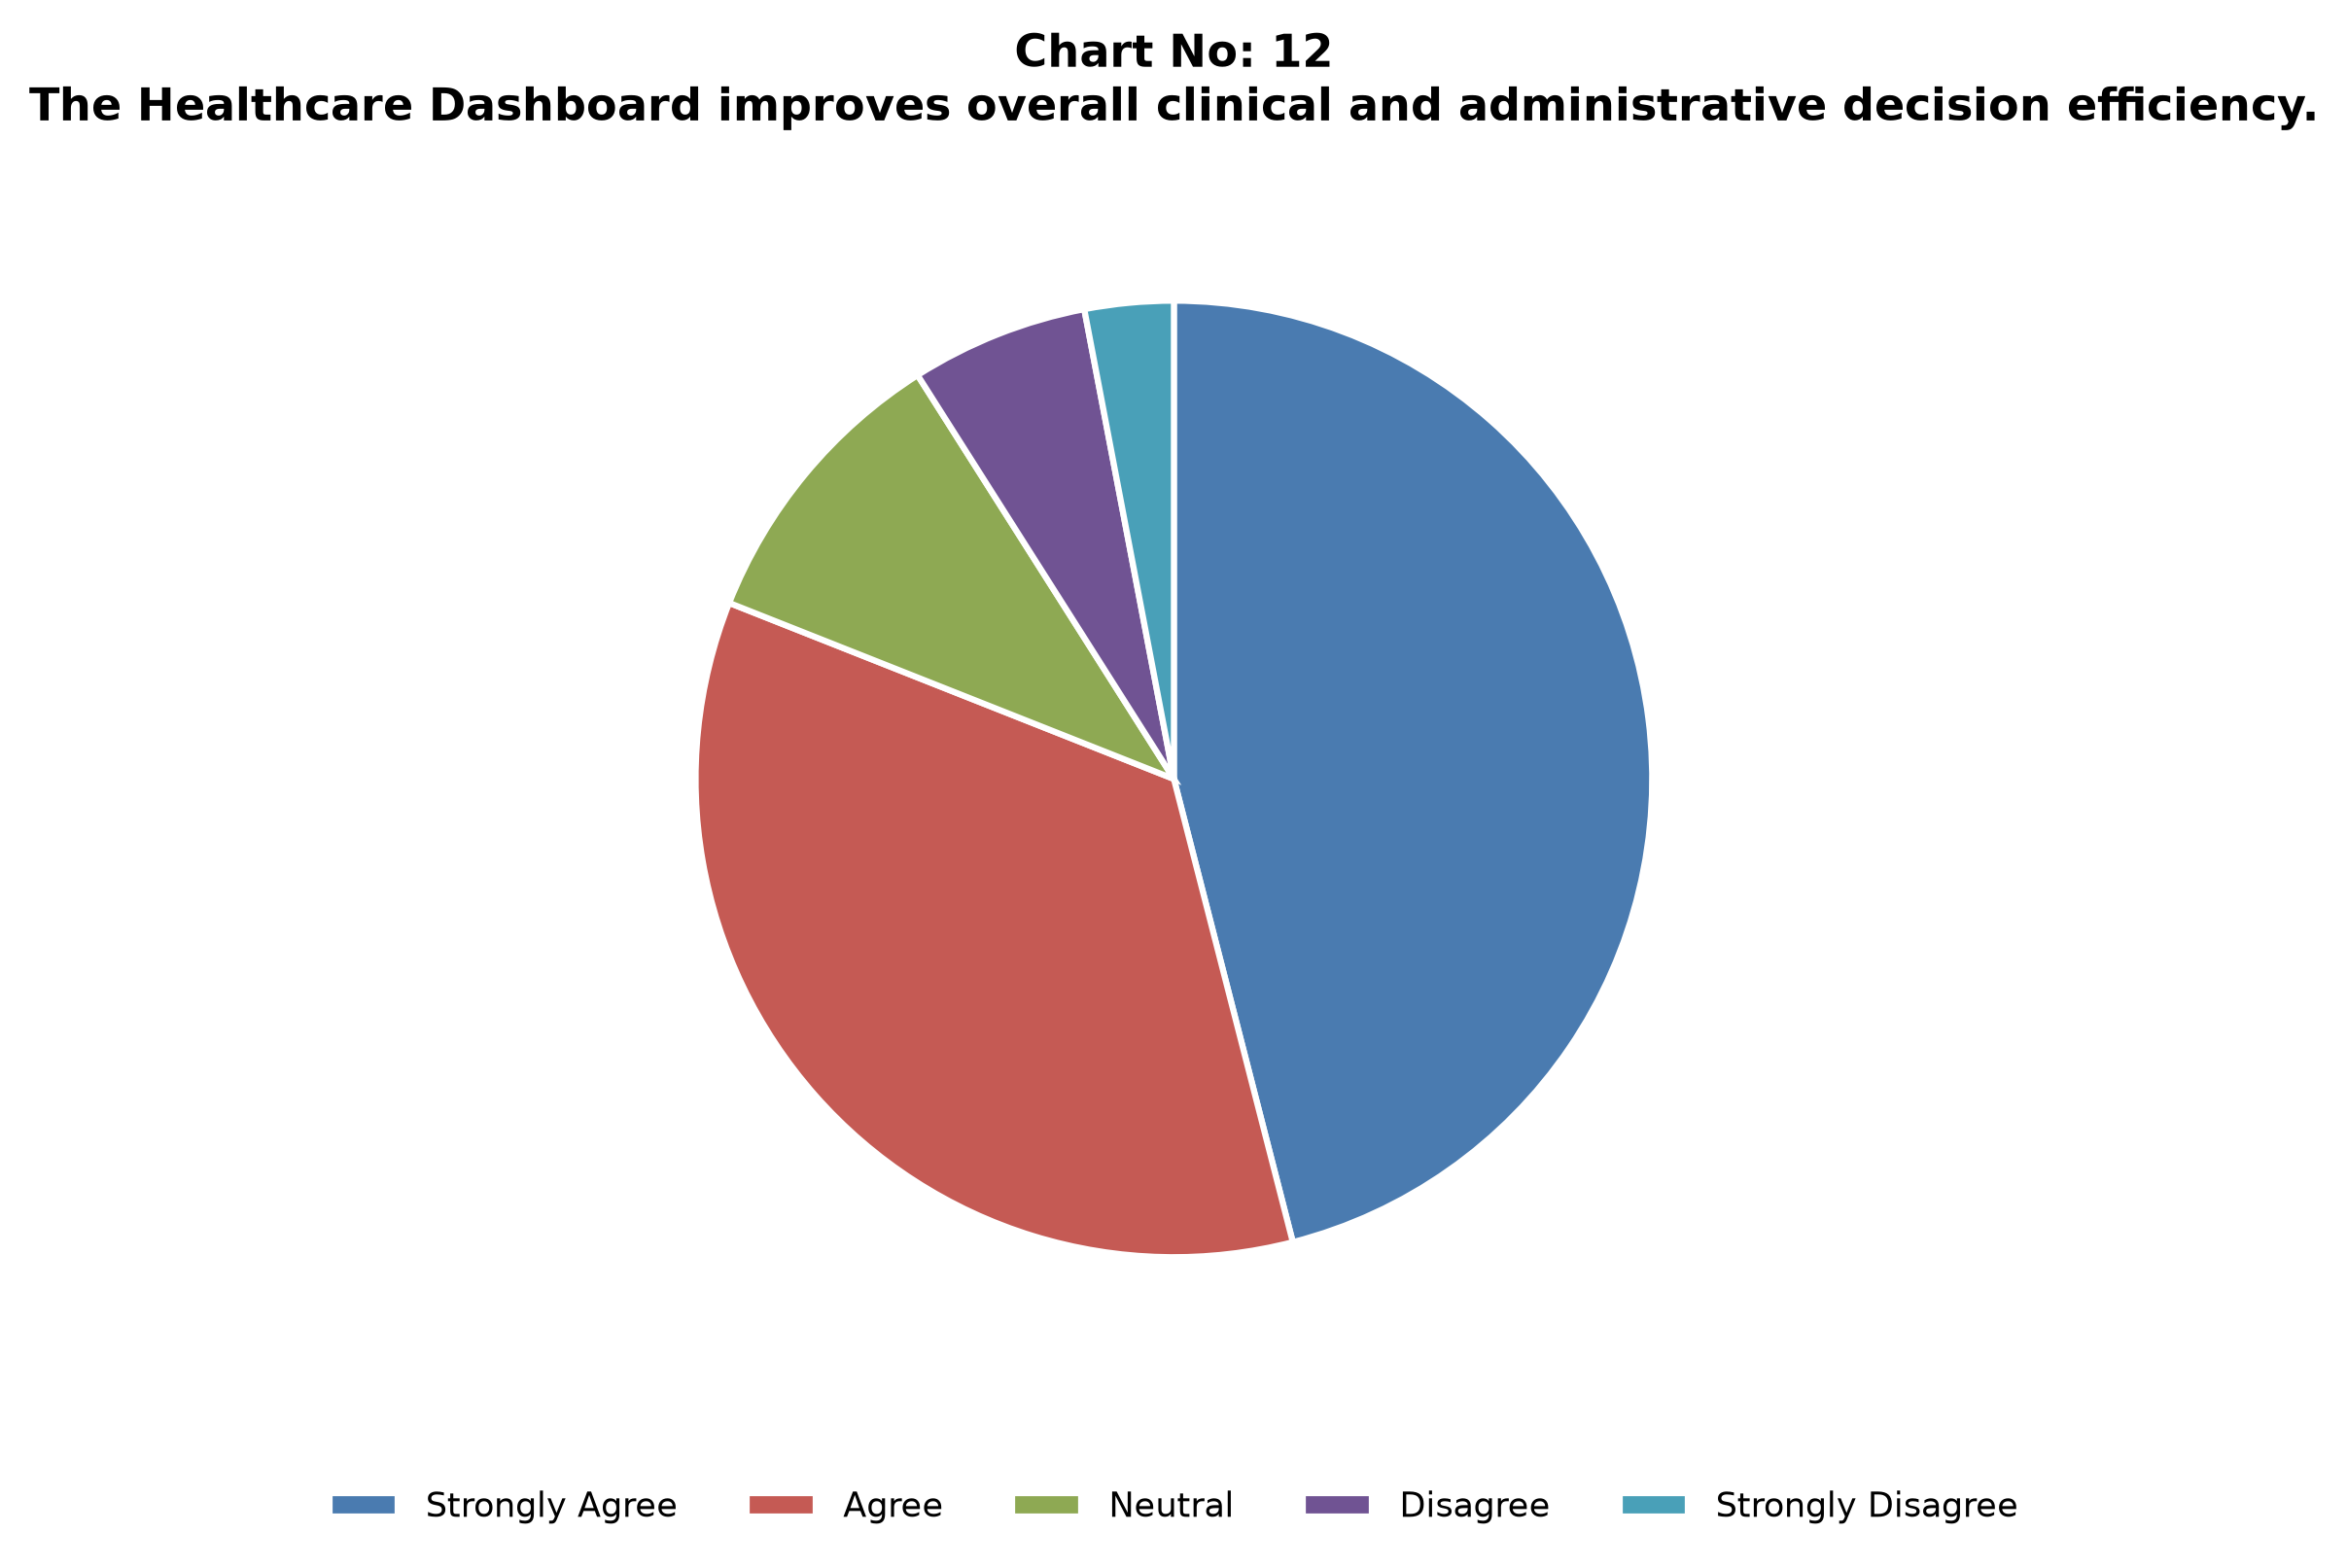 Chart No: 12
The Healthcare Dashboard improves overall clinical and administrative decision efficiency.
Strongly Agree Agree Neutral Disagree Strongly Disagree